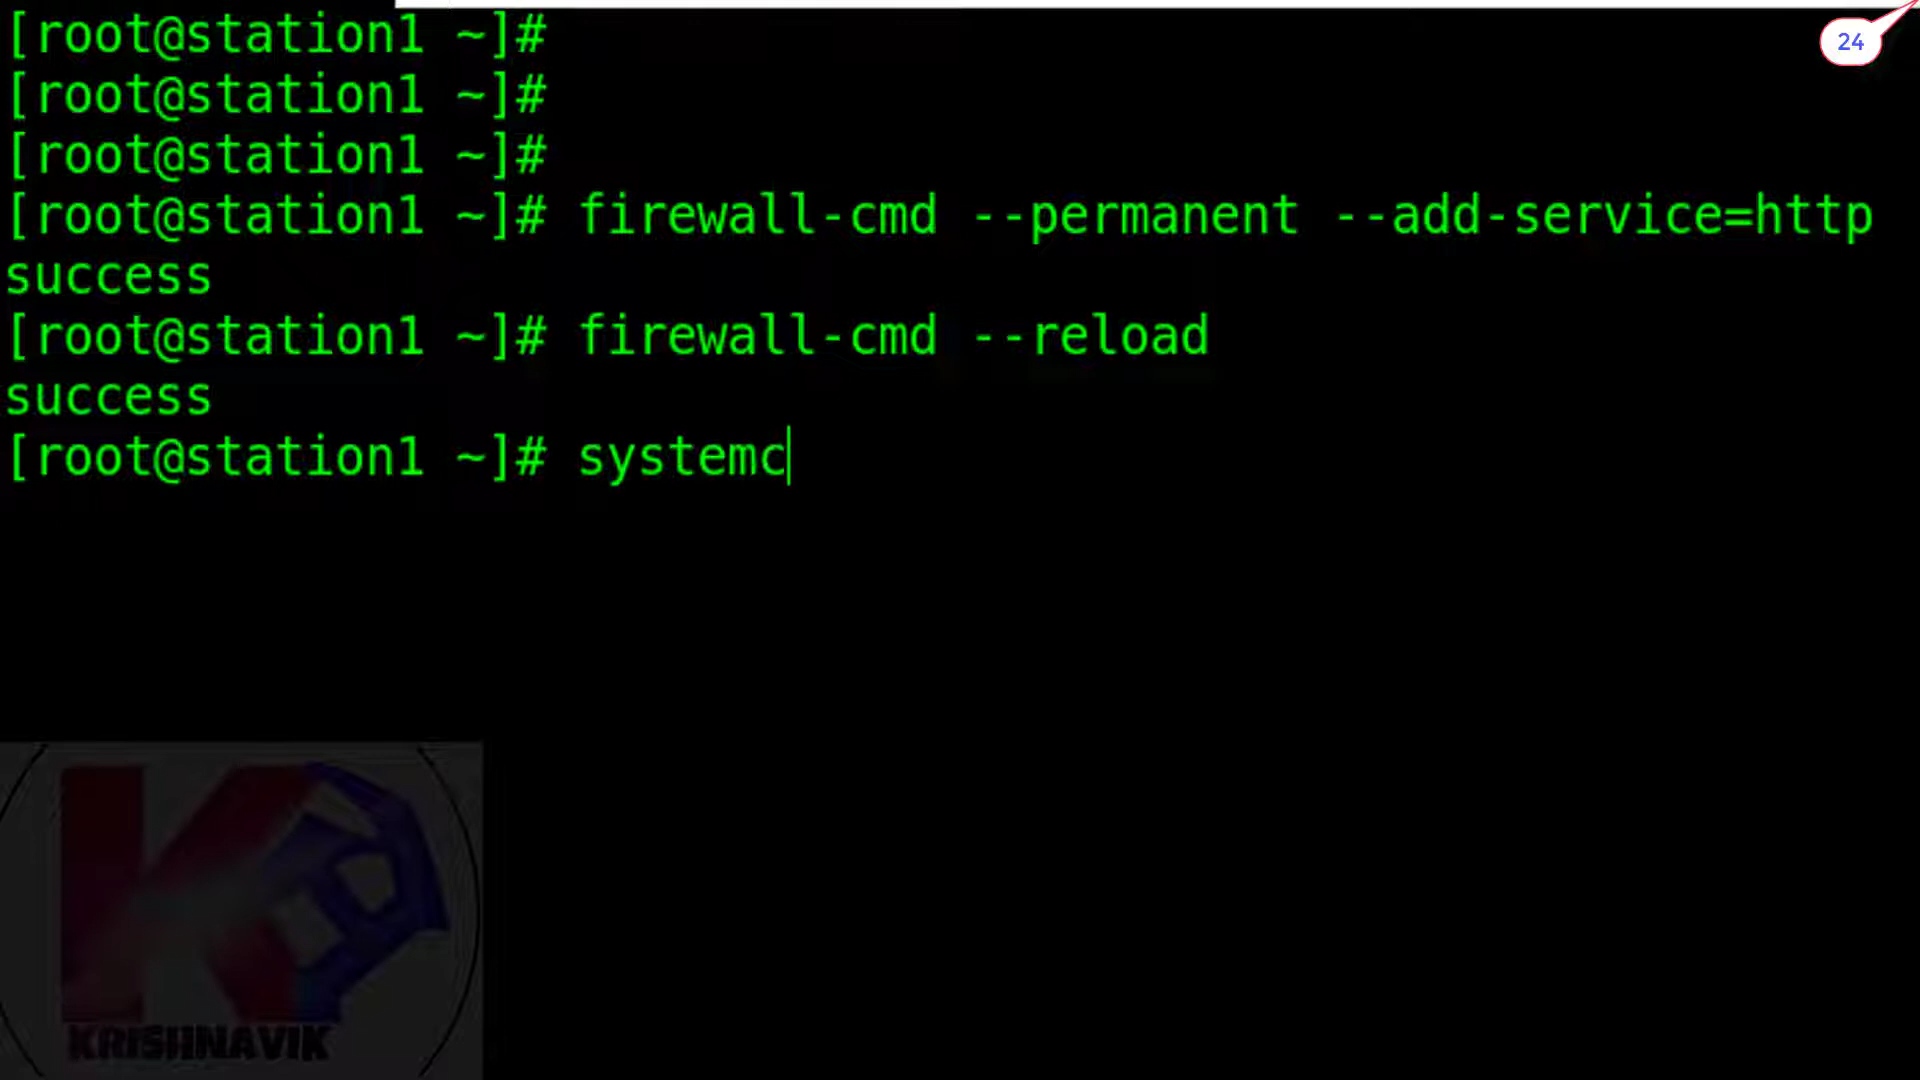 [root@station1 ~]#
24
[root@station1 ~]#
[root@station1 ~]#
[root@station1 ~]# firewall-cmd --permanent --add-service=http
success
[root@station1 ~]# firewall-cmd --reload
success
[root@station1 ~]# systemc
KRISHNAVIK